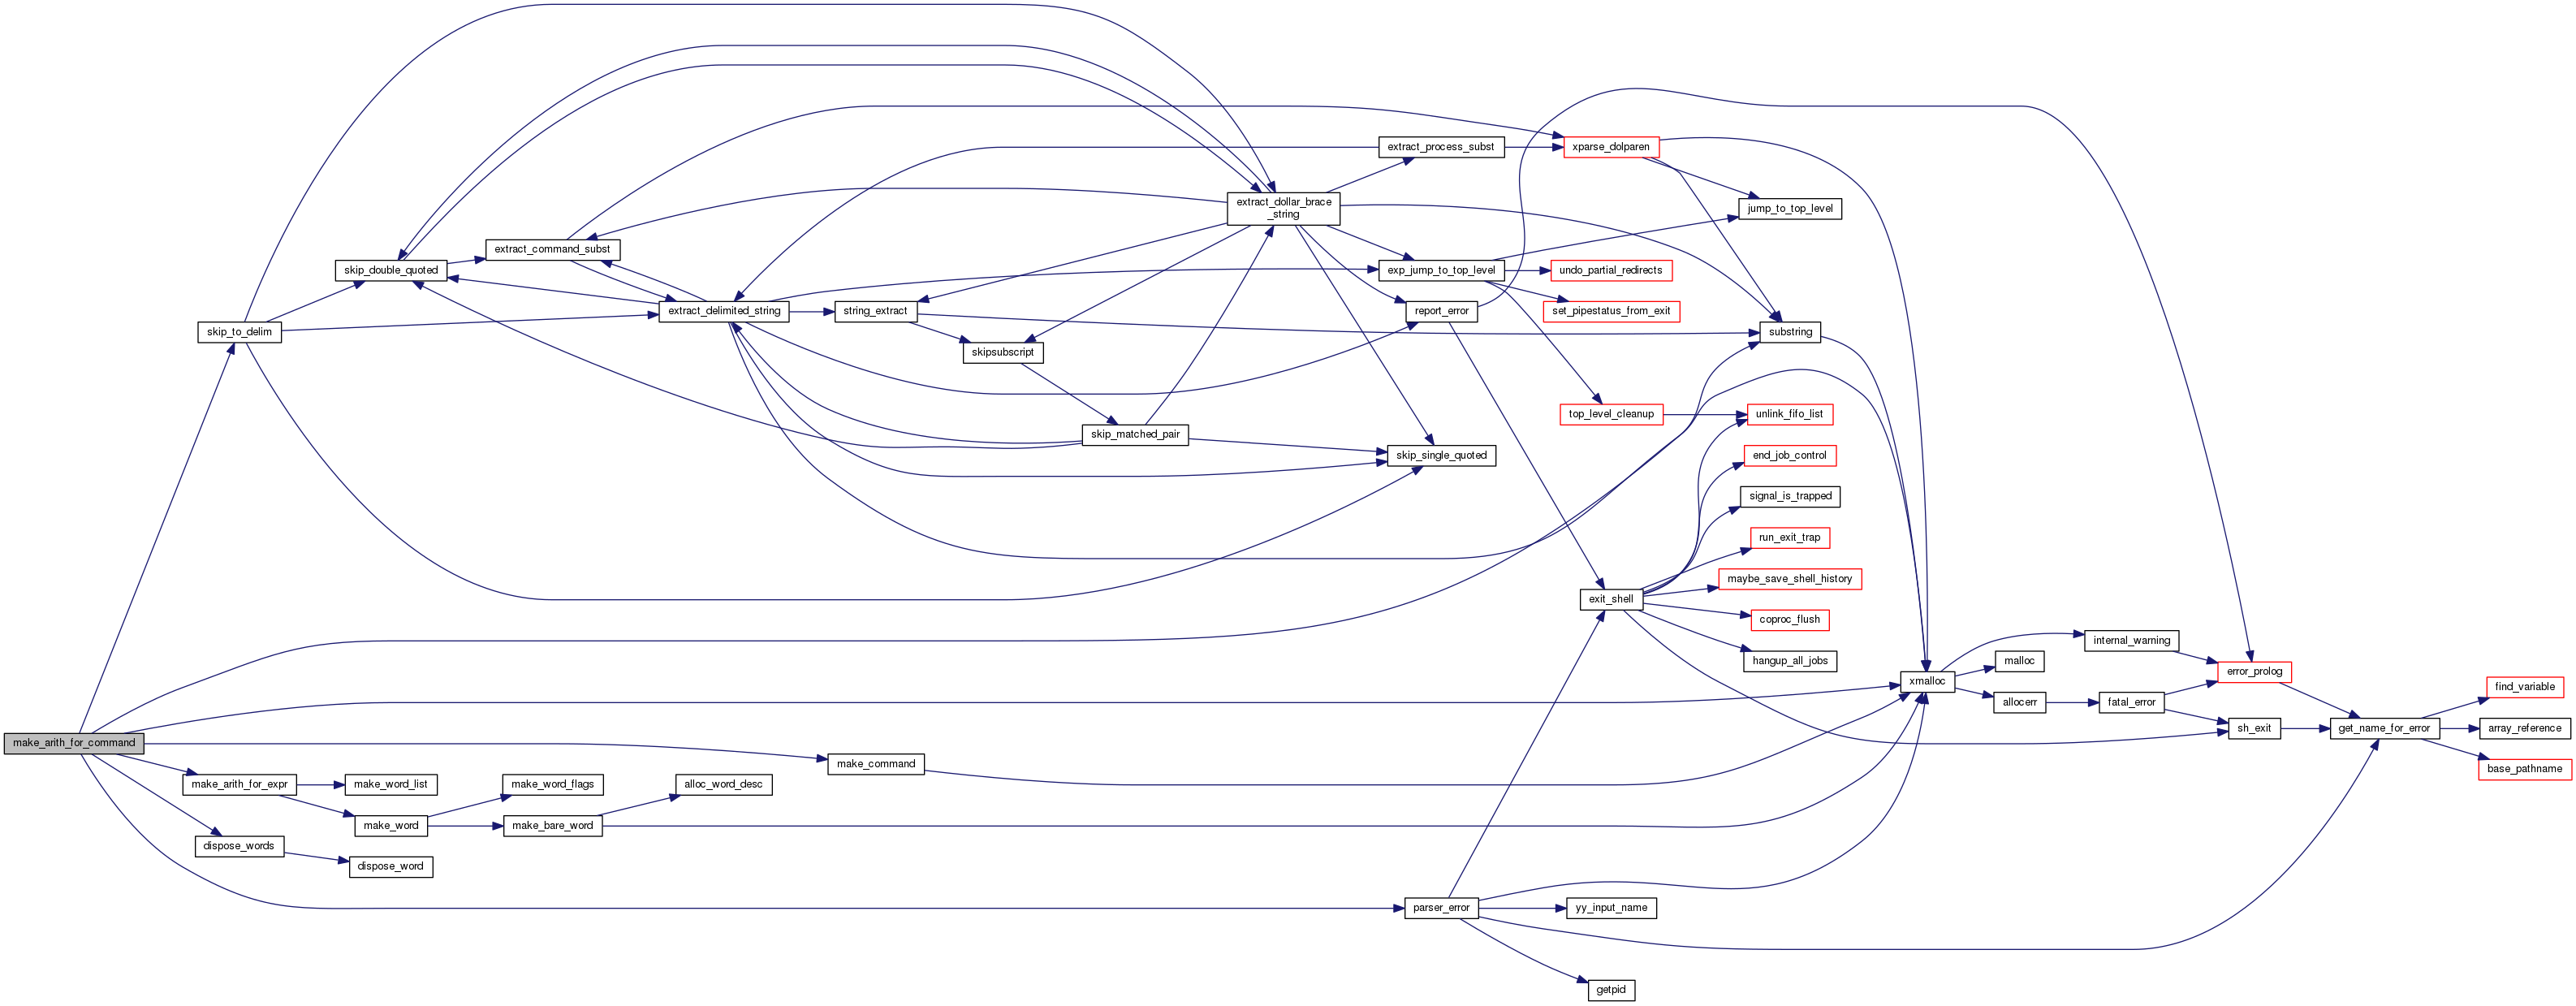 make_arith_for_command
skip_to_delim
make_arith_for_expr
dispose_words
skip_double_quoted
make_word_list
make_word
dispose_word
extract_command_subst
make_word_flags
make_bare_word
extract_delimited_string
alloc_word_desc
string_extract
make_command
skipsubscript
skip_matched_pair
extract_dollar_brace
_string
extract_process_subst
exp_jump_to_top_level
report_error
skip_single_quoted
parser_error
xparse_dolparen
undo_partial_redirects
set_pipestatus_from_exit
top_level_cleanup
exit_shell
yy_input_name
getpid
jump_to_top_level
substring
unlink_fifo_list
end_job_control
signal_is_trapped
run_exit_trap
maybe_save_shell_history
coproc_flush
hangup_all_jobs
xmalloc
internal_warning
malloc
allocerr
fatal_error
error_prolog
sh_exit
get_name_for_error
find_variable
array_reference
base_pathname